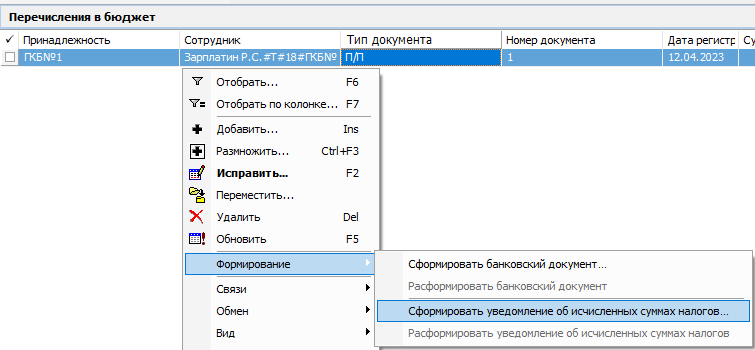 Перечисления в бюджет
✓ Принадлежность Сотрудник Тип документа Номер документа Дата регистр Су
ГКБ№1 Зарплатин Р.С.#Т#18#ГКБ№ П/П 1 12.04.2023
Отобрать... F6
Отобрать по колонке... F7
Добавить... Ins
Размножить... Ctrl+F3
Исправить... F2
Переместить...
Удалить Del
Обновить F5
Формирование
Связи
Обмен
Вид
Сформировать банковский документ...
Расформировать банковский документ
Сформировать уведомление об исчисленных суммах налогов...
Расформировать уведомление об исчисленных суммах налогов